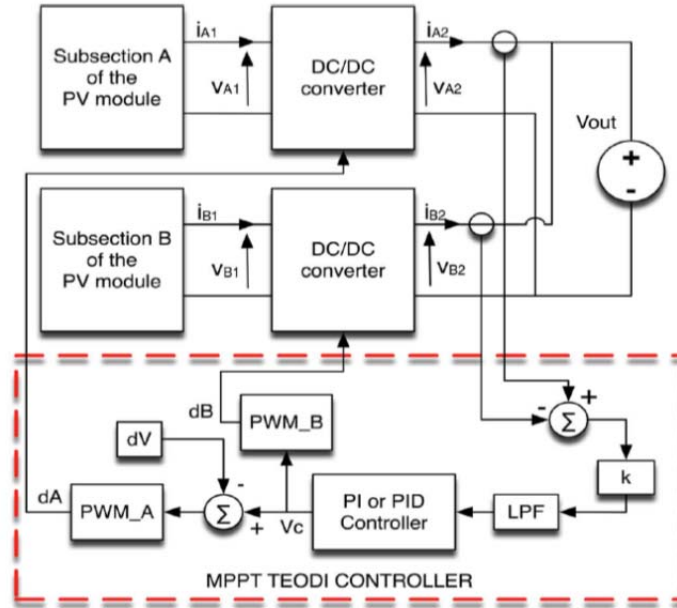 iA1
iA2
Subsection A
of the
PV module
vA1
DC/DC
converter
vA2
Vout
+
-
iB1
iB2
Subsection B
of the
PV module
vB1
DC/DC
converter
vB2
dB
PWM_B
-
+
Σ
dV
k
-
dA
PWM_A
Σ
+
Vc
PI or PID
Controller
LPF
MPPT TEODI CONTROLLER